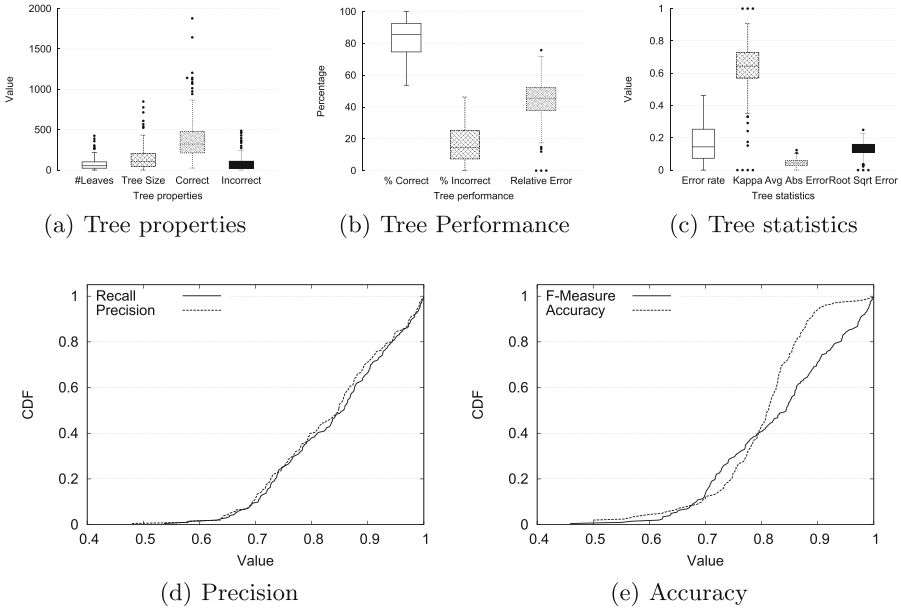 2000
1500
1000
500
0
Value
#Leaves Tree Size Correct Incorrect
Tree properties
(a) Tree properties
100
80
60
40
20
0
Percentage
% Correct % Incorrect Relative Error
Tree performance
(b) Tree Performance
1
0.8
0.6
0.4
0.2
0
Value
Error rate Kappa Avg Abs Error Root Sqrt Error
Tree statistics
(c) Tree statistics
1
0.8
0.6
0.4
0.2
0
CDF
Recall
Precision
0.4 0.5 0.6 0.7 0.8 0.9 1
Value
(d) Precision
1
0.8
0.6
0.4
0.2
0
CDF
F-Measure
Accuracy
0.4 0.5 0.6 0.7 0.8 0.9 1
Value
(e) Accuracy